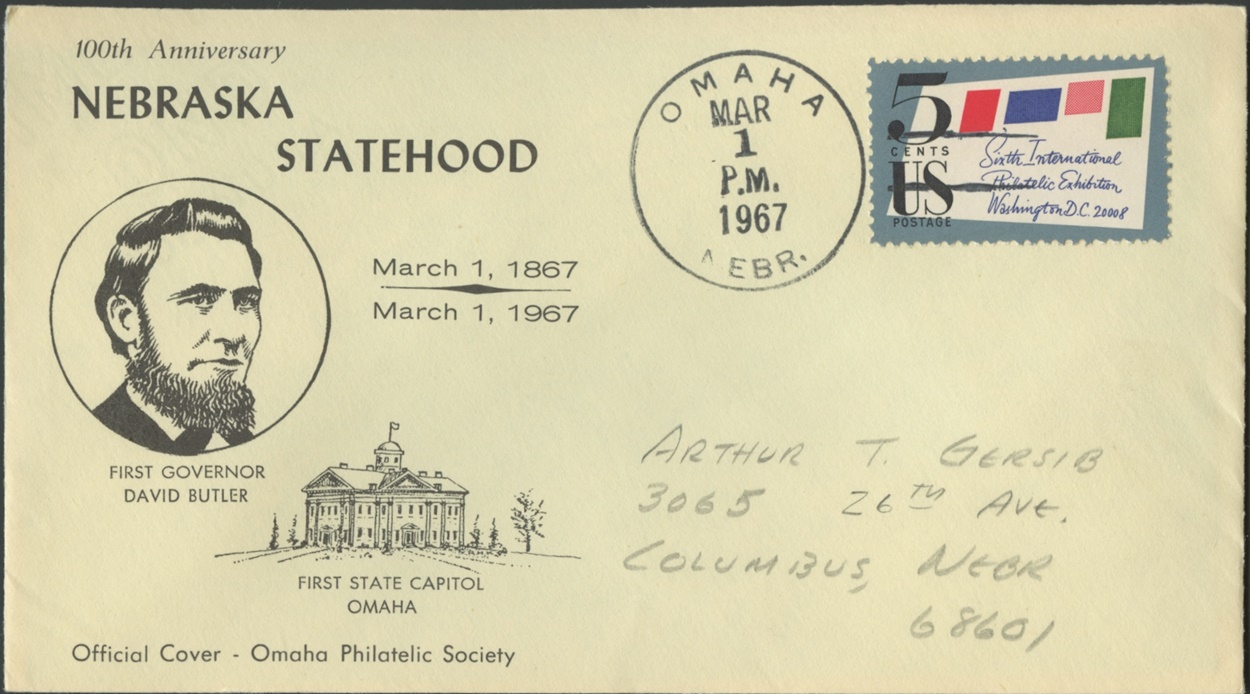 100th Anniversary
NEBRASKA
STATEHOOD
March 1, 1867
March 1, 1967
FIRST GOVERNOR
DAVID BUTLER
FIRST STATE CAPITOL
OMAHA
Official Cover - Omaha Philatelic Society
OMAHA
MAR
1
P.M.
1967
NEBR.
5
CENTS
US
POSTAGE
Sixth International
Philatelic Exhibition
Washington D.C. 20008
ARTHUR T. GERSIB
3065 26TH AVE.
COLUMBUS, NEBR
68601